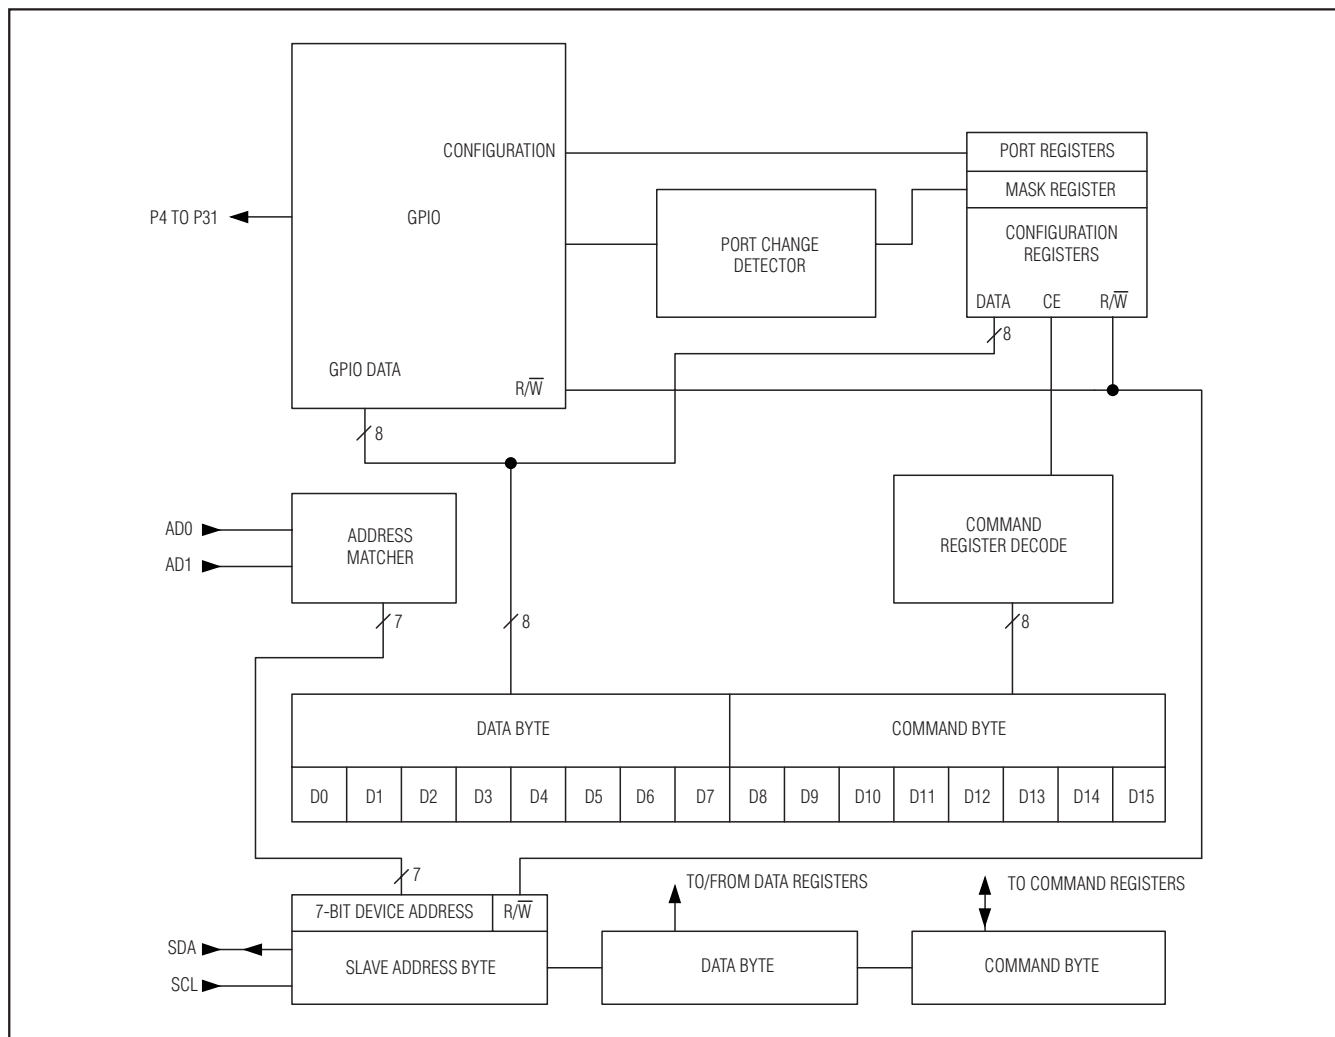 CONFIGURATION
PORT REGISTERS
MASK REGISTER
P4 TO P31
GPIO
PORT CHANGE
DETECTOR
CONFIGURATION
REGISTERS
DATA
CE
R/W̅
8
GPIO DATA
R/W̅
8
AD0
AD1
ADDRESS
MATCHER
COMMAND
REGISTER DECODE
7
8
8
DATA BYTE
COMMAND BYTE
D0
D1
D2
D3
D4
D5
D6
D7
D8
D9
D10
D11
D12
D13
D14
D15
7
TO/FROM DATA REGISTERS
TO COMMAND REGISTERS
7-BIT DEVICE ADDRESS
R/W̅
SDA
SCL
SLAVE ADDRESS BYTE
DATA BYTE
COMMAND BYTE